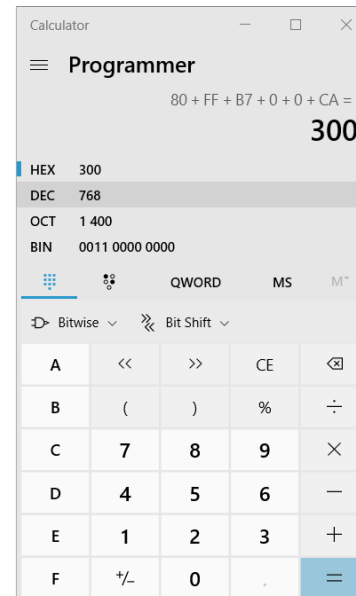 Calculator
Programmer
80 + FF + B7 + 0 + 0 + CA =
300
HEX 300
DEC 768
OCT 1 400
BIN 0011 0000 0000
QWORD MS M˅
Bitwise Bit Shift
A << >> CE
B ( ) % ÷
C 7 8 9 ×
D 4 5 6 −
E 1 2 3 +
F +/− 0 . =